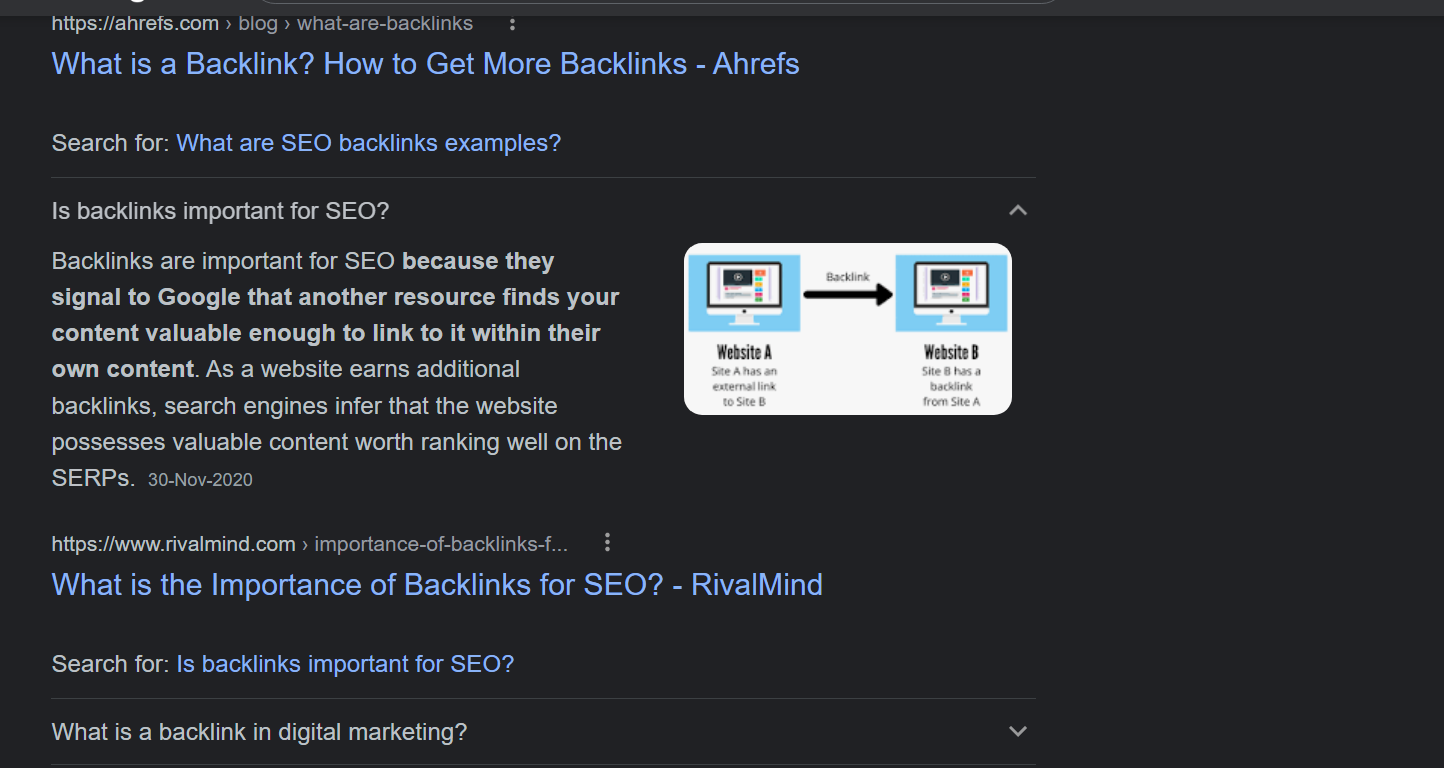 https://ahrefs.com › blog › what-are-backlinks
What is a Backlink? How to Get More Backlinks - Ahrefs
Search for: What are SEO backlinks examples?
Is backlinks important for SEO?
Backlinks are important for SEO because they
signal to Google that another resource finds your
content valuable enough to link to it within their
own content. As a website earns additional
backlinks, search engines infer that the website
possesses valuable content worth ranking well on the
SERPs. 30-Nov-2020
Backlink
Website A
Site A has an
external link
to Site B
Website B
Site B has a
backlink
from Site A
https://www.rivalmind.com › importance-of-backlinks-f...
What is the Importance of Backlinks for SEO? - RivalMind
Search for: Is backlinks important for SEO?
What is a backlink in digital marketing?